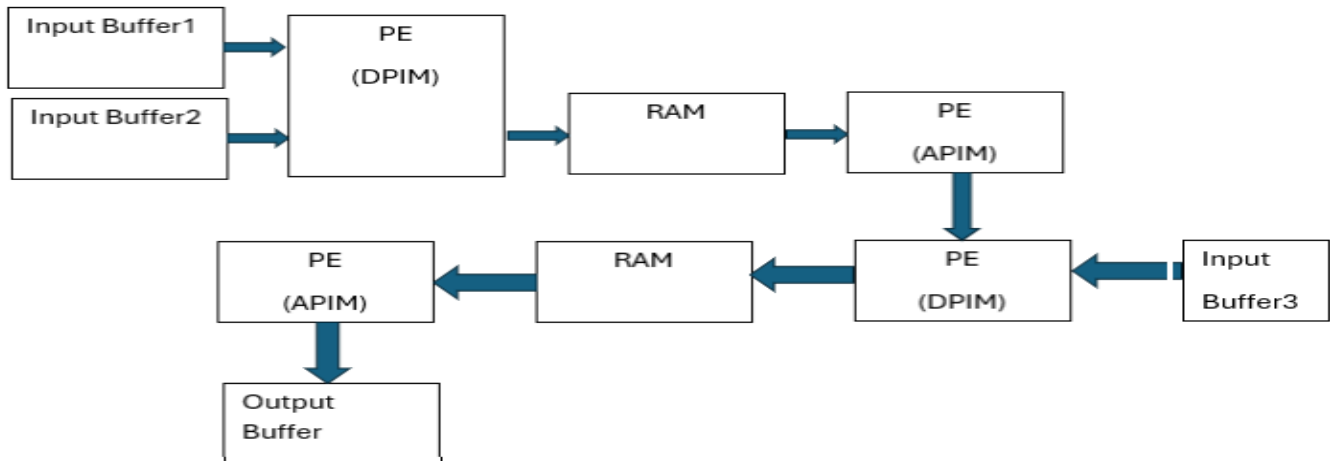 Input Buffer1
Input Buffer2
PE
(DPIM)
RAM
PE
(APIM)
PE
(APIM)
RAM
PE
(DPIM)
Input
Buffer3
Output
Buffer